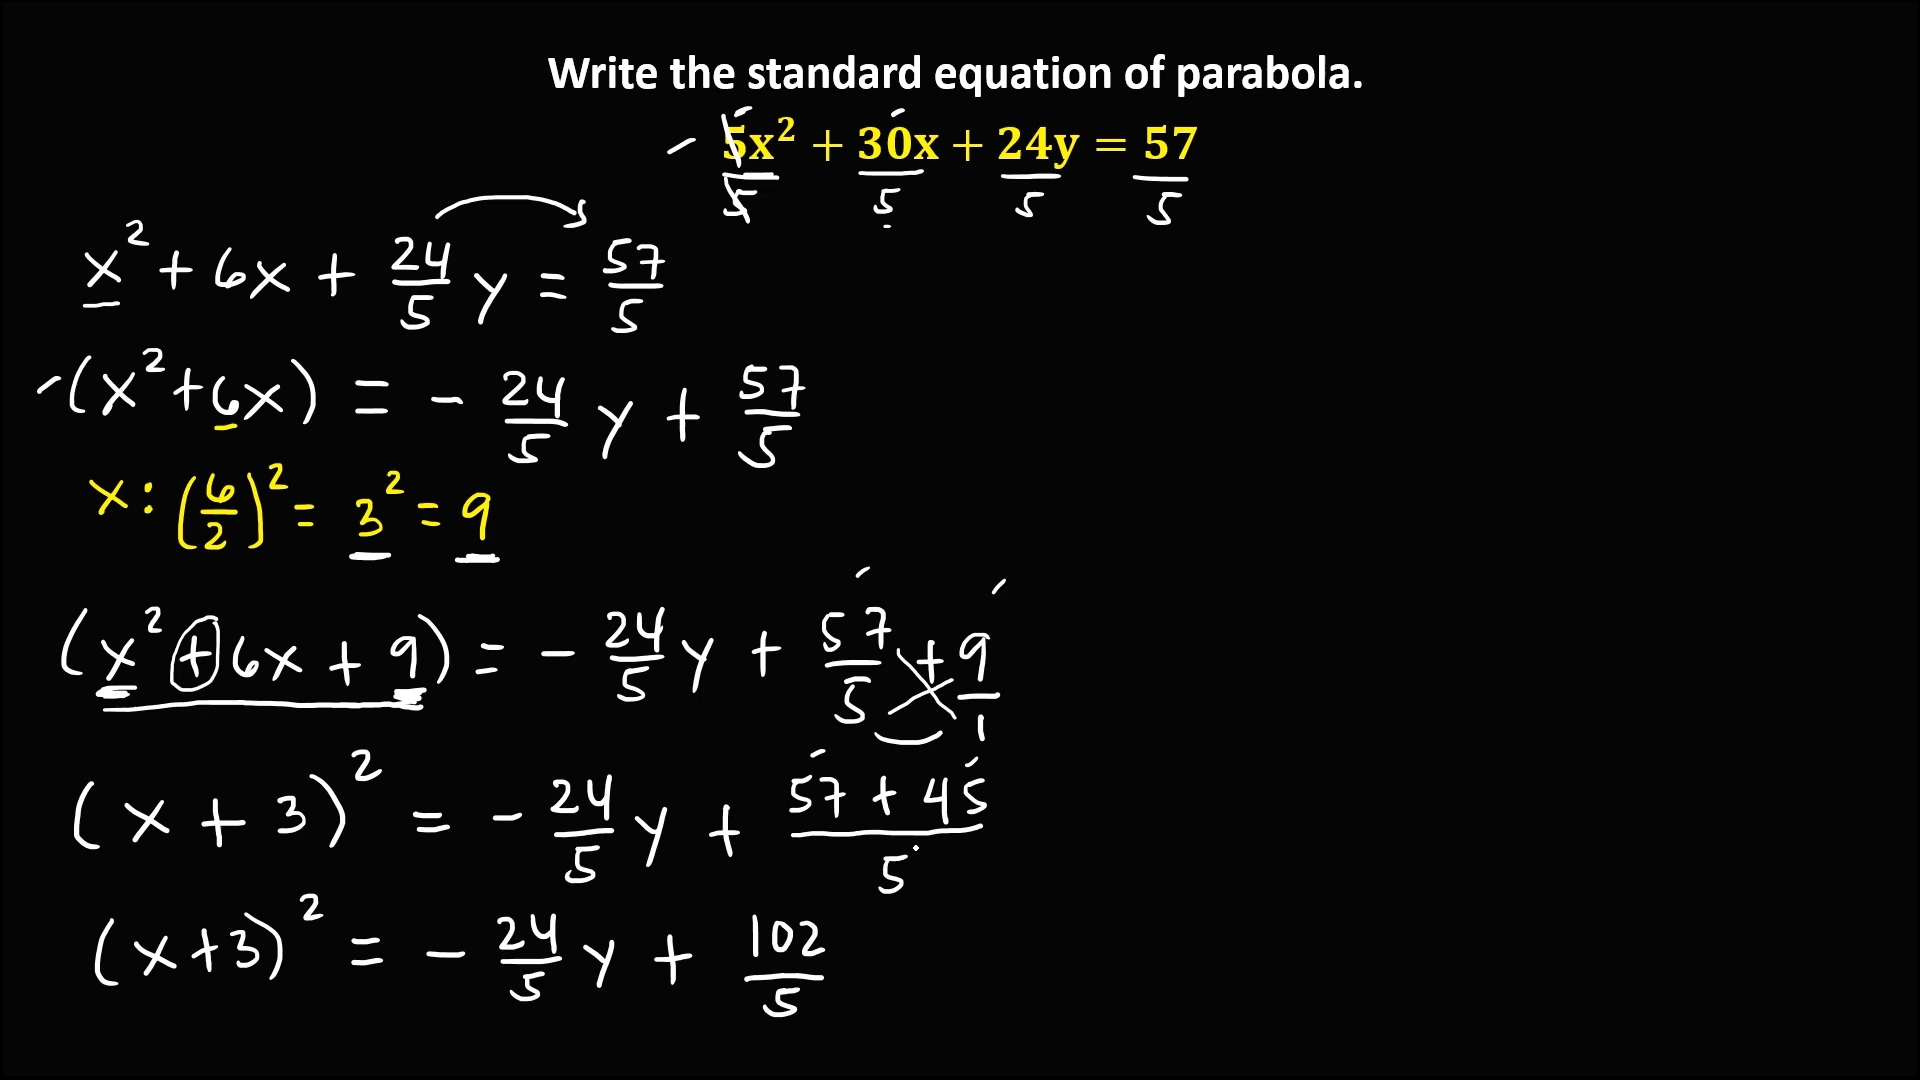 Write the standard equation of parabola.
5x² + 30x + 24y = 57
5 5 5 5
x² + 6x + 24/5 y = 57/5
(x² + 6x) = - 24/5 y + 57/5
x : (6/2)² = 3² = 9
(x² + 6x + 9) = - 24/5 y + 57/5 + 9/1
(x + 3)² = - 24/5 y + 57 + 45/5
(x + 3)² = - 24/5 y + 102/5